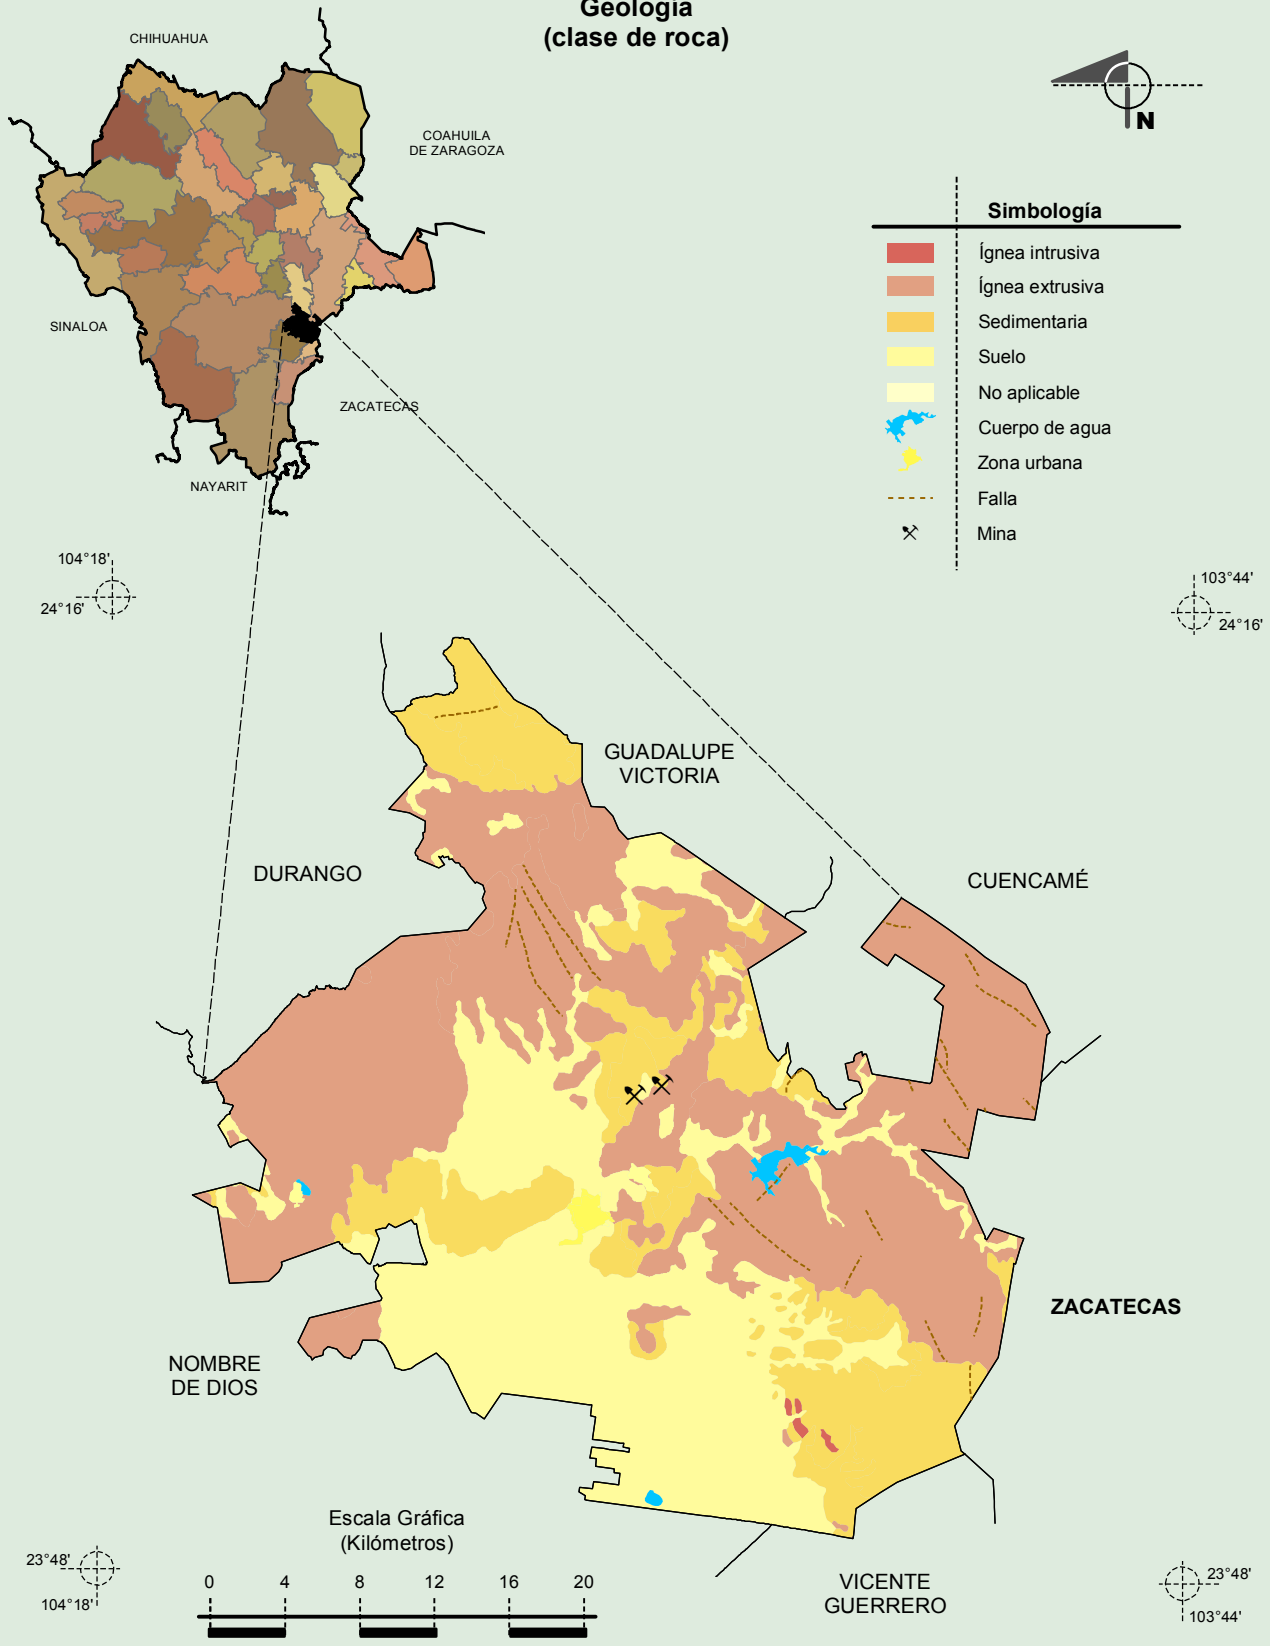 Geología
(clase de roca)
CHIHUAHUA
COAHUILA
DE ZARAGOZA
SINALOA
ZACATECAS
NAYARIT
N
Simbología
Ígnea intrusiva
Ígnea extrusiva
Sedimentaria
Suelo
No aplicable
Cuerpo de agua
Zona urbana
Falla
Mina
104°18'
24°16'
103°44'
24°16'
GUADALUPE
VICTORIA
DURANGO
CUENCAMÉ
ZACATECAS
NOMBRE
DE DIOS
VICENTE
GUERRERO
Escala Gráfica
(Kilómetros)
0 4 8 12 16 20
23°48'
104°18'
23°48'
103°44'